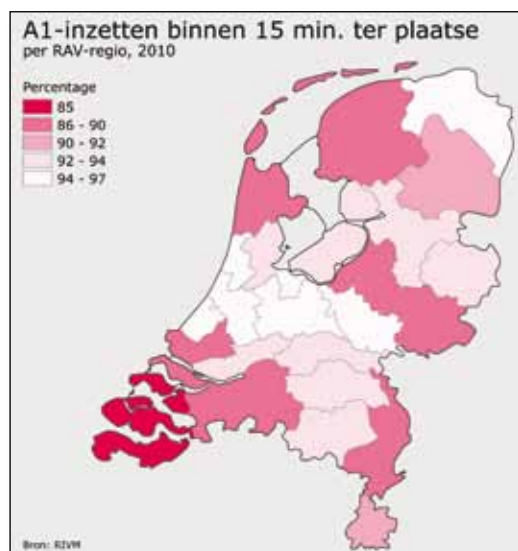 A1-inzetten binnen 15 min. ter plaatse
per RAV-regio, 2010
Percentage
85
86 - 90
90 - 92
92 - 94
94 - 97
Bron: RIVM